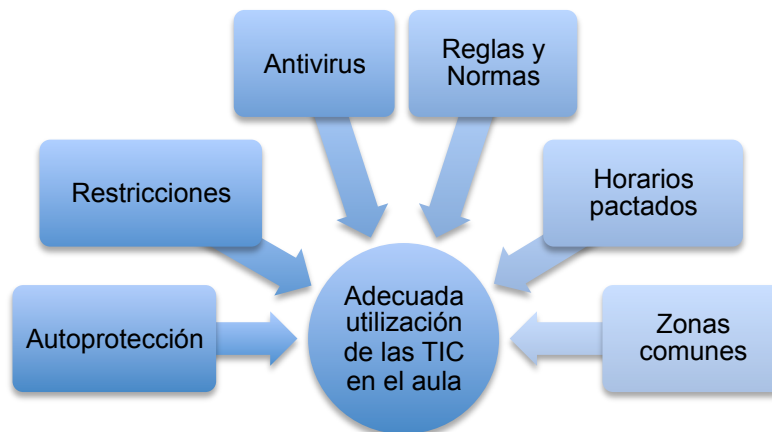 Autoprotección
Restricciones
Antivirus
Reglas y
Normas
Horarios
pactados
Zonas
comunes
Adecuada
utilización
de las TIC
en el aula